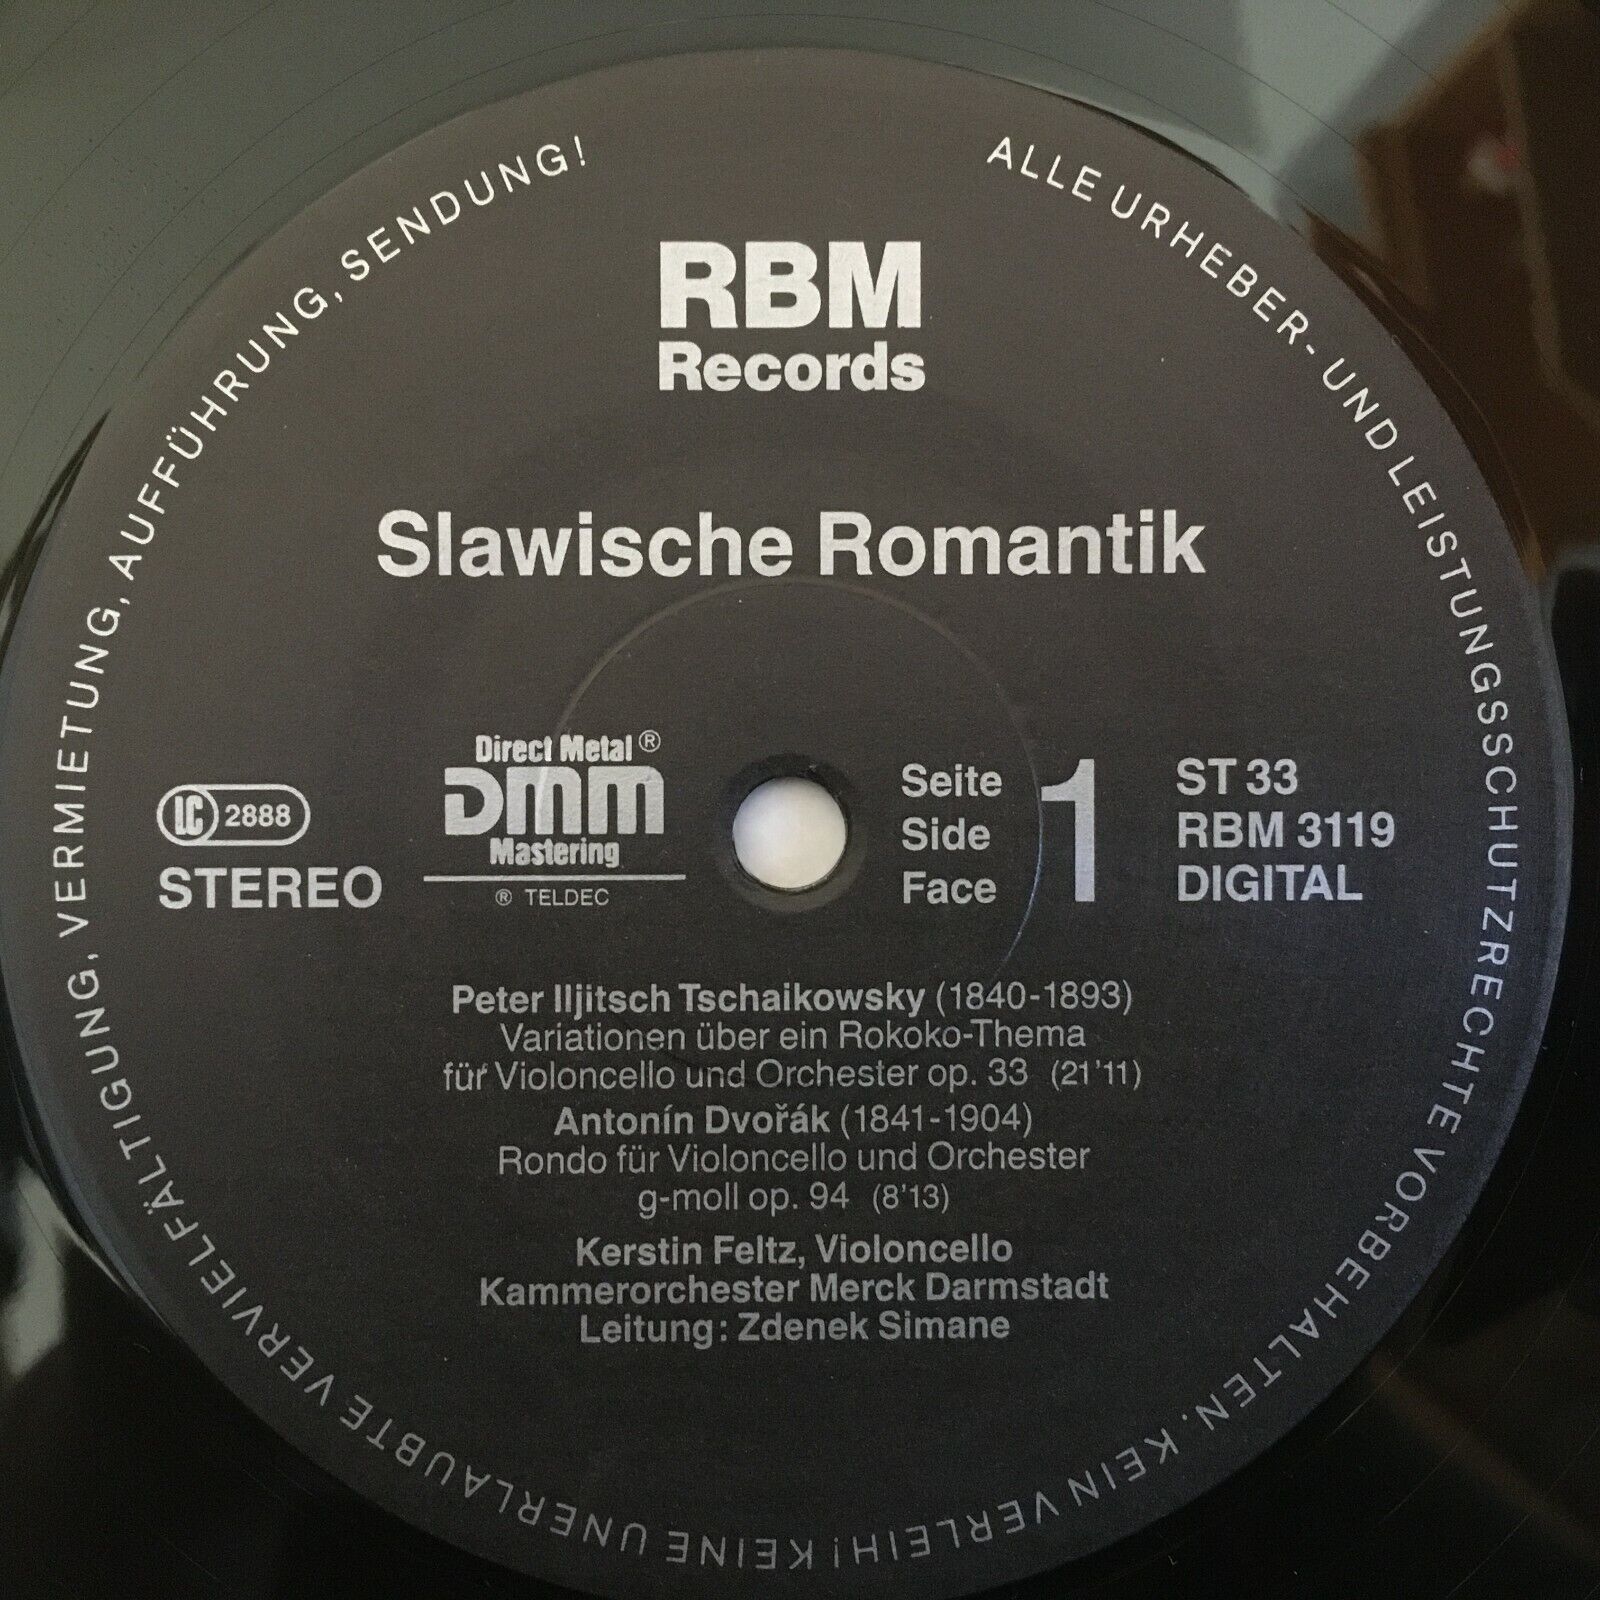 ALLE URHEBER- UND LEISTUNGSSCHUTZRECHTE VORBEHALTEN. KEIN VERLEIH! KEINE UNERLAUBTE VERVIELFÄLTIGUNG, VERMIETUNG, AUFFÜHRUNG, SENDUNG!
RBM
Records
Slawische Romantik
LC 2888
STEREO
Direct Metal ®
DMM
Mastering
® TELDEC
Seite
Side
Face
1
ST 33
RBM 3119
DIGITAL
Peter Iljitsch Tschaikowsky (1840-1893)
Variationen über ein Rokoko-Thema
für Violoncello und Orchester op. 33 (21'11)
Antonín Dvořák (1841-1904)
Rondo für Violoncello und Orchester
g-moll op. 94 (8'13)
Kerstin Feltz, Violoncello
Kammerorchester Merck Darmstadt
Leitung: Zdenek Simane